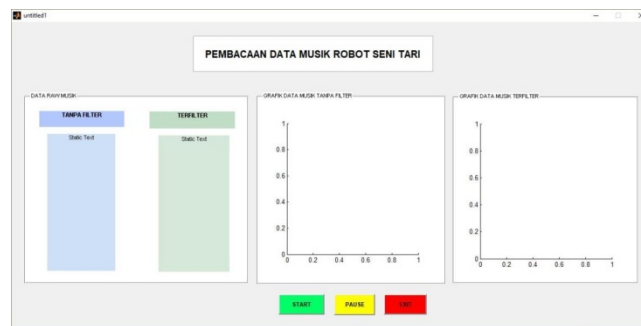 untitled1
PEMBACAAN DATA MUSIK ROBOT SENI TARI
DATA RAW MUSIK
TANPA FILTER
TERFILTER
Static Text
Static Text
GRAFIK DATA MUSIK TANPA FILTER
1
0.8
0.6
0.4
0.2
0
0 0.2 0.4 0.6 0.8 1
GRAFIK DATA MUSIK TERFILTER
1
0.8
0.6
0.4
0.2
0
0 0.2 0.4 0.6 0.8 1
START
PAUSE